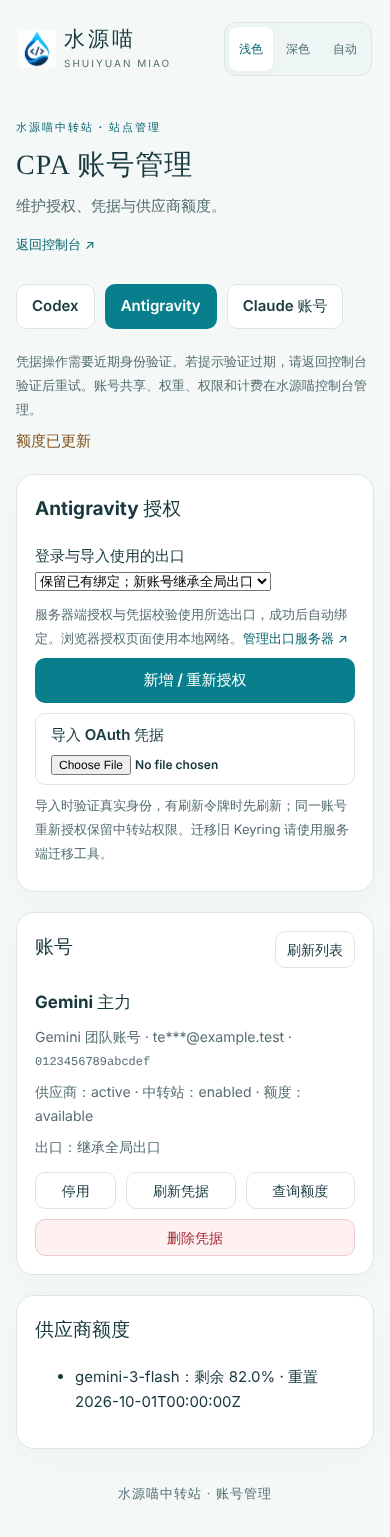 水源喵
SHUIYUAN MIAO
浅色 深色 自动
水源喵中转站 · 站点管理
CPA 账号管理
维护授权、凭据与供应商额度。
返回控制台 ↗
Codex Antigravity Claude 账号
凭据操作需要近期身份验证。若提示验证过期，请返回控制台
验证后重试。账号共享、权重、权限和计费在水源喵控制台管
理。
额度已更新
Antigravity 授权
登录与导入使用的出口
保留已有绑定；新账号继承全局出口
服务器端授权与凭据校验使用所选出口，成功后自动绑
定。浏览器授权页面使用本地网络。管理出口服务器 ↗
新增 / 重新授权
导入 OAuth 凭据
Choose File No file chosen
导入时验证真实身份，有刷新令牌时先刷新；同一账号
重新授权保留中转站权限。迁移旧 Keyring 请使用服务
端迁移工具。
账号
刷新列表
Gemini 主力
Gemini 团队账号 · te***@example.test ·
0123456789abcdef
供应商：active · 中转站：enabled · 额度：
available
出口：继承全局出口
停用 刷新凭据 查询额度
删除凭据
供应商额度
• gemini-3-flash：剩余 82.0% · 重置
2026-10-01T00:00:00Z
水源喵中转站 · 账号管理